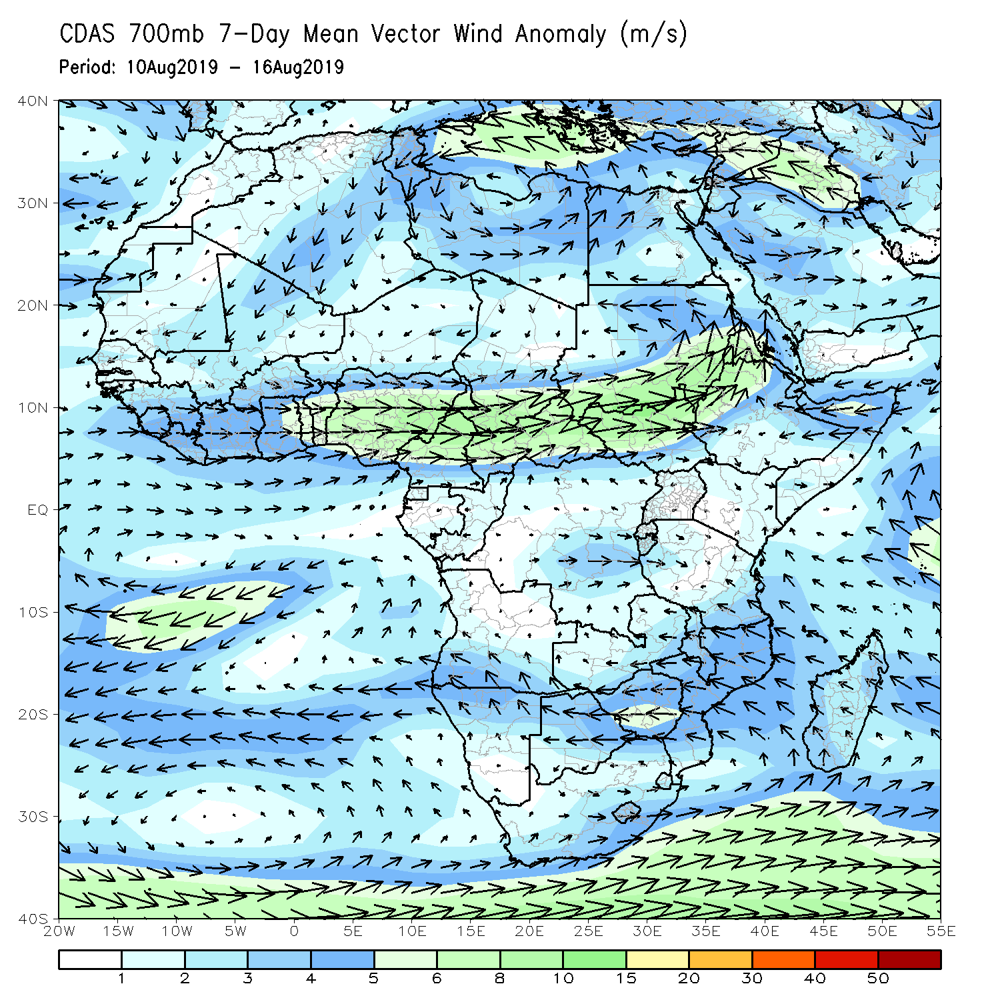 CDAS 700mb 7-Day Mean Vector Wind Anomaly (m/s)
Period: 10Aug2019 - 16Aug2019
40N
30N
20N
10N
EQ
10S
20S
30S
40S
20W 15W 10W 5W 0 5E 10E 15E 20E 25E 30E 35E 40E 45E 50E 55E
1 2 3 4 5 6 8 10 15 20 30 40 50